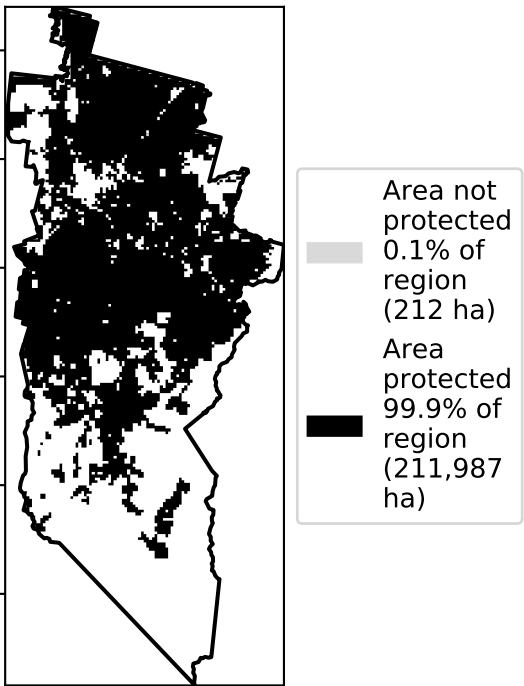 Area not
protected
0.1% of
region
(212 ha)
Area
protected
99.9% of
region
(211,987
ha)